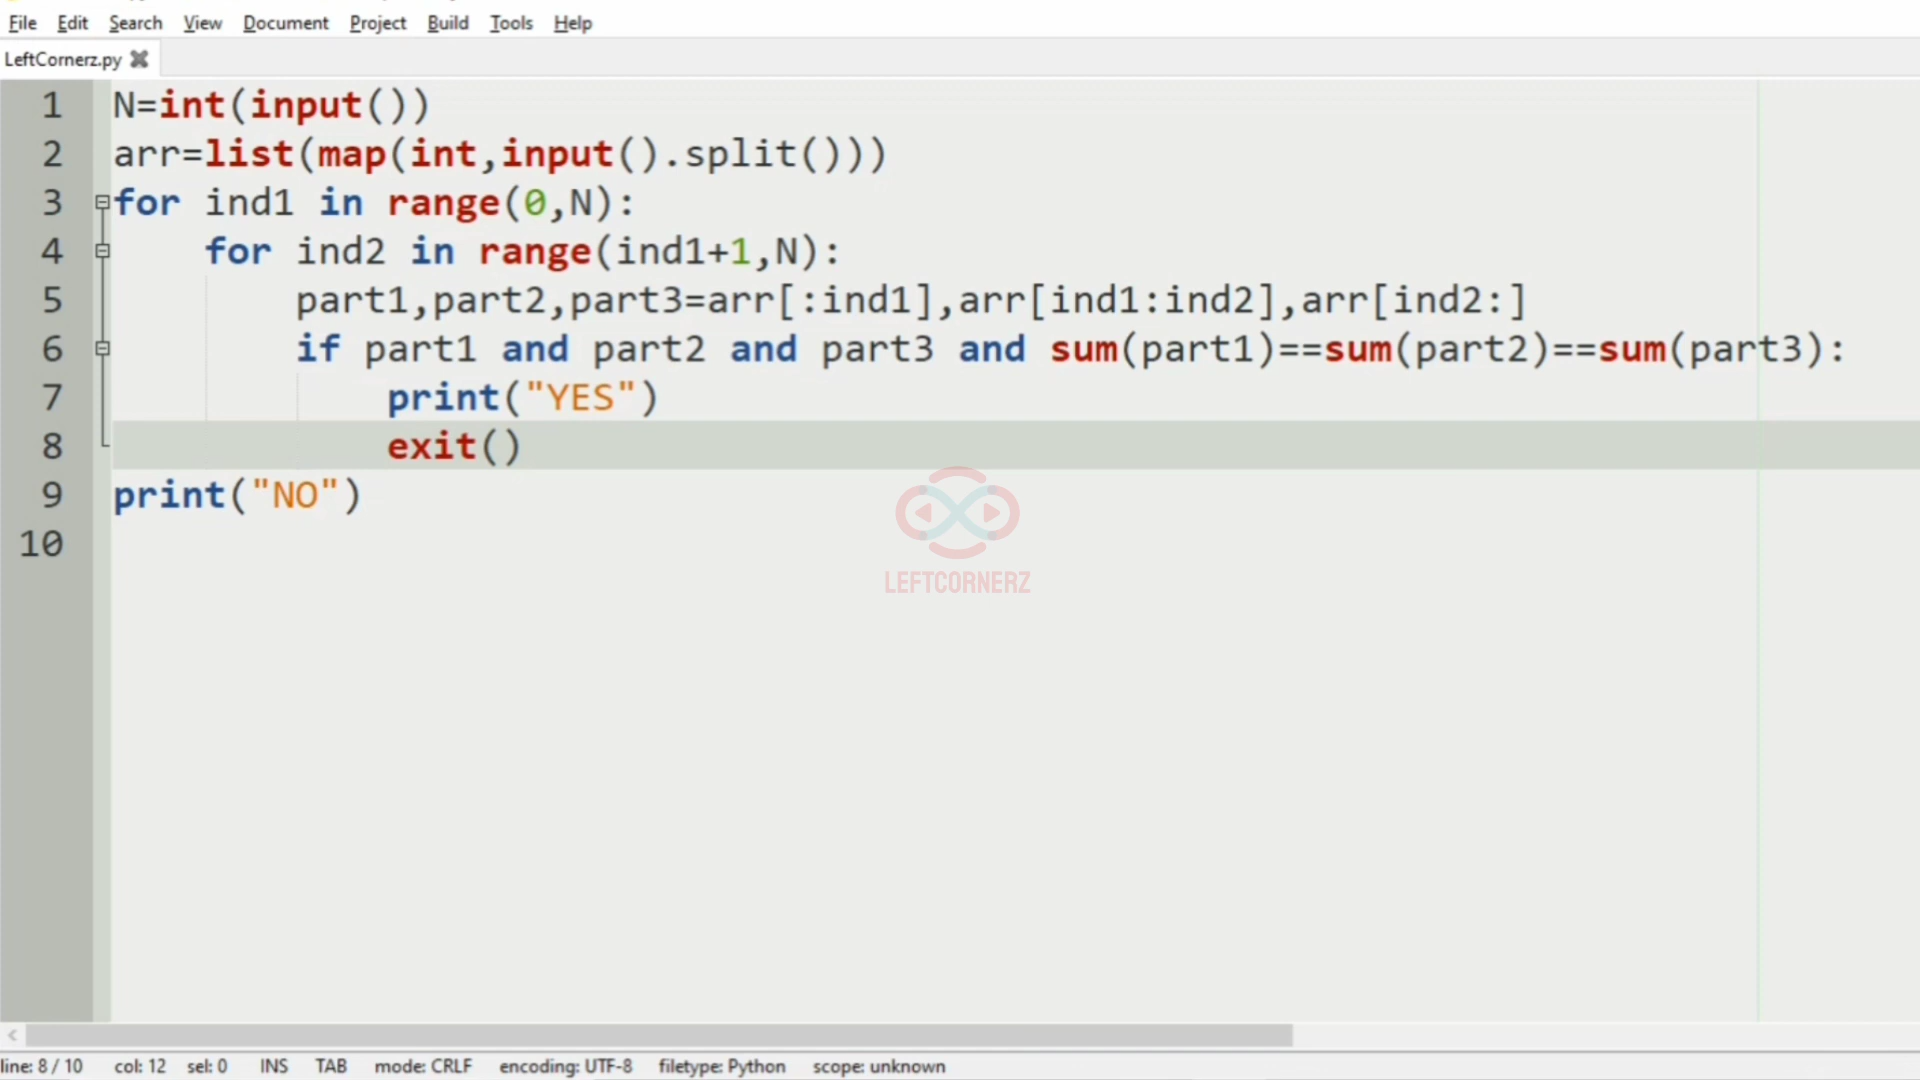 File Edit Search View Document Project Build Tools Help
LeftCornerz.py
1 N=int(input())
2 arr=list(map(int,input().split()))
3 for ind1 in range(0,N):
4 for ind2 in range(ind1+1,N):
5 part1,part2,part3=arr[:ind1],arr[ind1:ind2],arr[ind2:]
6 if part1 and part2 and part3 and sum(part1)==sum(part2)==sum(part3):
7 print("YES")
8 exit()
9 print("NO")
10
LEFTCORNERZ
line: 8 / 10 col: 12 sel: 0 INS TAB mode: CRLF encoding: UTF-8 filetype: Python scope: unknown